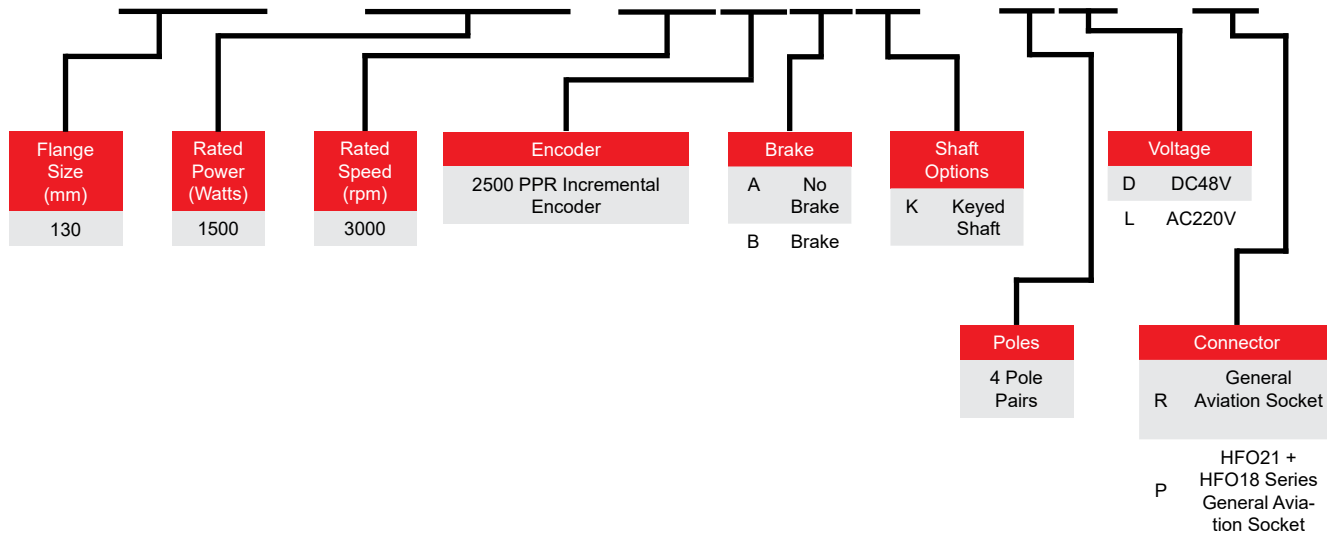 Flange
Size
(mm)
130
Rated
Power
(Watts)
1500
Rated
Speed
(rpm)
3000
Encoder
2500 PPR Incremental
Encoder
Brake
A No
Brake
B Brake
Shaft
Options
K Keyed
Shaft
Voltage
D DC48V
L AC220V
Poles
4 Pole
Pairs
Connector
General
R Aviation Socket
HFO21 +
HFO18 Series
P General Avia-
tion Socket